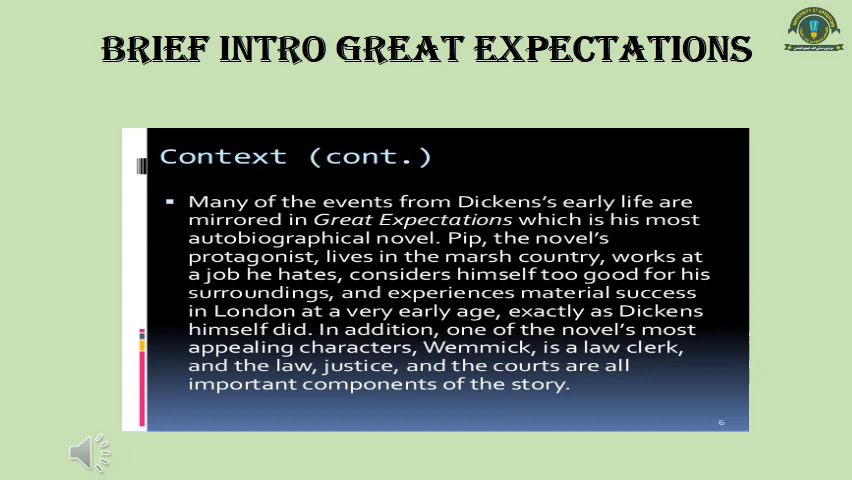 BRIEF INTRO GREAT EXPECTATIONS
Context (cont.)
Many of the events from Dickens's early life are
mirrored in Great Expectations which is his most
autobiographical novel. Pip, the novel's
protagonist, lives in the marsh country, works at
a job he hates, considers himself too good for his
surroundings, and experiences material success
in London at a very early age, exactly as Dickens
himself did. In addition, one of the novel's most
appealing characters, Wemmick, is a law clerk,
and the law, justice, and the courts are all
important components of the story.
6